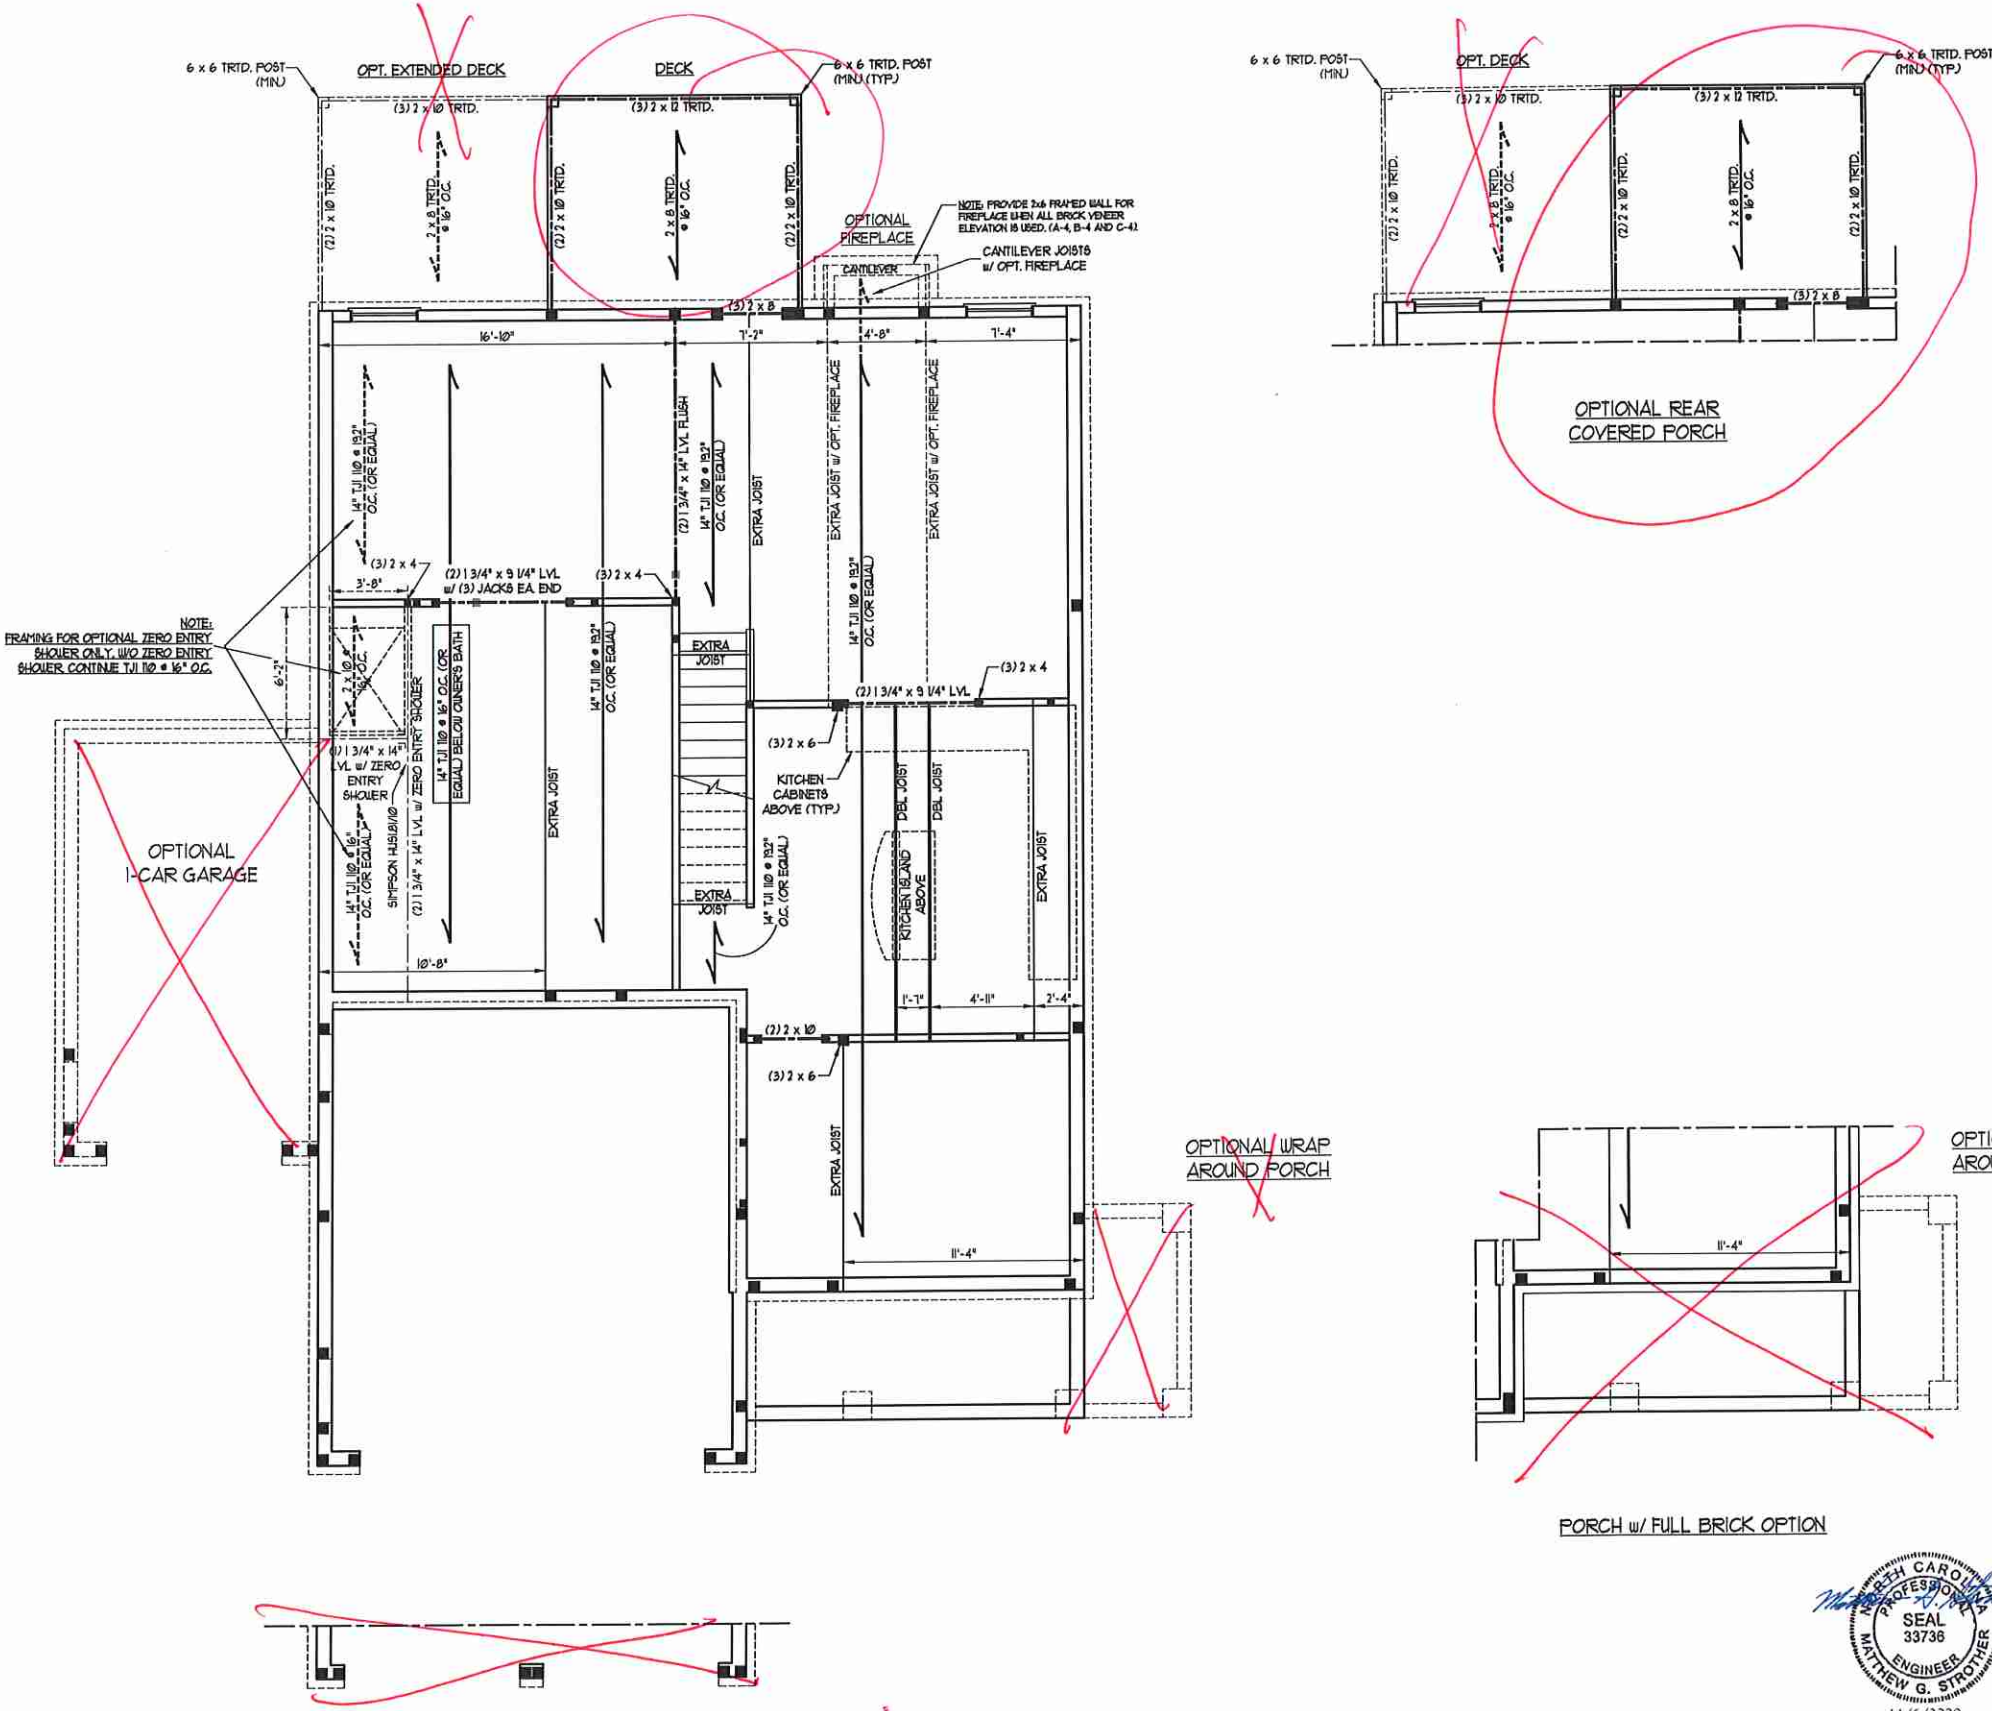 6 x 6 TRTD. POST
(MIN.)
OPT. EXTENDED DECK
DECK
6 x 6 TRTD. POST
(MIN.) (TYP.)
(3) 2 x 10 TRTD.
(3) 2 x 12 TRTD.
(2) 2 x 10 TRTD.
2 x 8 TRTD.
@ 16" O.C.
(2) 2 x 10 TRTD.
2 x 8 TRTD.
@ 16" O.C.
(2) 2 x 10 TRTD.
6 x 6 TRTD. POST
(MIN.)
OPT. DECK
6 x 6 TRTD. POST
(MIN.) (TYP.)
(3) 2 x 10 TRTD.
(3) 2 x 12 TRTD.
(2) 2 x 10 TRTD.
2 x 8 TRTD.
@ 16" O.C.
(2) 2 x 10 TRTD.
2 x 8 TRTD.
@ 16" O.C.
(2) 2 x 10 TRTD.
(3) 2 x 8
OPTIONAL REAR
COVERED PORCH
OPTIONAL
FIREPLACE
NOTE: PROVIDE 2x6 FRAMED WALL FOR
FIREPLACE WHEN ALL BRICK VENEER
ELEVATION IS USED. (A-4, B-4 AND C-4)
CANTILEVER JOISTS
w/ OPT. FIREPLACE
CANTILEVER
(3) 2 x 8
16'-10"
7'-2"
4'-8"
7'-4"
14" TJI 110 @ 19.2"
O.C. (OR EQUAL)
(2) 1 3/4" x 14" LVL FLUSH
14" TJI 110 @ 19.2"
O.C. (OR EQUAL)
EXTRA JOIST
EXTRA JOIST w/ OPT. FIREPLACE
EXTRA JOIST w/ OPT. FIREPLACE
14" TJI 110 @ 19.2"
O.C. (OR EQUAL)
(3) 2 x 4
3'-8"
(2) 1 3/4" x 9 1/4" LVL
w/ (3) JACKS EA. END
(3) 2 x 4
NOTE:
FRAMING FOR OPTIONAL ZERO ENTRY
SHOWER ONLY. W/O ZERO ENTRY
SHOWER CONTINUE TJI 110 @ 16" O.C.
6'-2"
2 x 10 @
16" O.C.
14" TJI 110 @ 16" O.C. (OR
EQUAL) BELOW OWNER'S BATH
14" TJI 110 @ 19.2"
O.C. (OR EQUAL)
EXTRA
JOIST
(3) 2 x 4
(2) 1 3/4" x 9 1/4" LVL
(3) 2 x 6
(1) 1 3/4" x 14"
LVL w/ ZERO
ENTRY
SHOWER
(2) 1 3/4" x 14" LVL w/ ZERO ENTRY SHOWER
EXTRA JOIST
KITCHEN
CABINETS
ABOVE (TYP.)
DBL JOIST
DBL JOIST
OPTIONAL
1-CAR GARAGE
14" TJI 110 @ 16"
O.C. (OR EQUAL)
14" TJI 110 @ 19.2"
O.C. (OR EQUAL)
KITCHEN ISLAND
ABOVE
EXTRA JOIST
EXTRA
JOIST
10'-8"
1'-7"
4'-11"
2'-4"
(2) 2 x 10
(3) 2 x 6
EXTRA JOIST
11'-4"
OPTIONAL WRAP
AROUND PORCH
11'-4"
PORCH w/ FULL BRICK OPTION
NORTH CAROLINA
PROFESSIONAL
SEAL
33736
ENGINEER
MATTHEW G. STROTHER